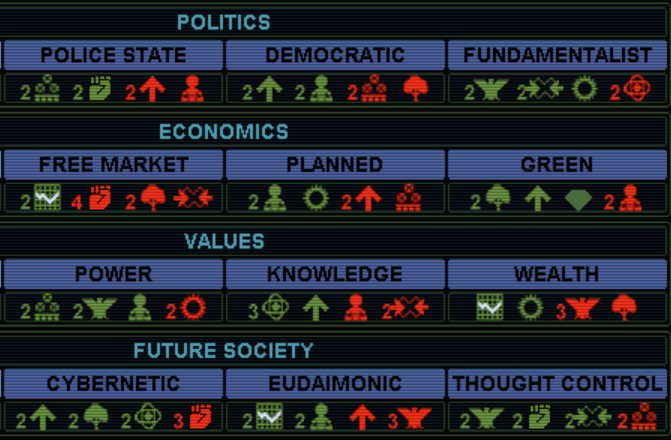 POLITICS
POLICE STATE DEMOCRATIC FUNDAMENTALIST
2 2 2 2 2 2 2 2 2
ECONOMICS
FREE MARKET PLANNED GREEN
2 4 2 2 2 2 2
VALUES
POWER KNOWLEDGE WEALTH
2 2 2 3 2 3
FUTURE SOCIETY
CYBERNETIC EUDAIMONIC THOUGHT CONTROL
2 2 2 3 2 2 3 2 2 2 2